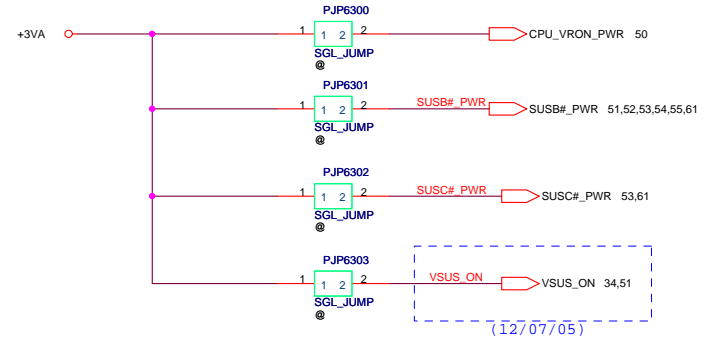 PJP6300
+3VA 1 1 2 2 CPU_VRON_PWR 50
SGL_JUMP
@
PJP6301
1 1 2 2 SUSB#_PWR SUSB#_PWR 51,52,53,54,55,61
SGL_JUMP
@
PJP6302
1 1 2 2 SUSC#_PWR SUSC#_PWR 53,61
SGL_JUMP
@
PJP6303
1 1 2 2 VSUS_ON VSUS_ON 34,51
SGL_JUMP
@
(12/07/05)